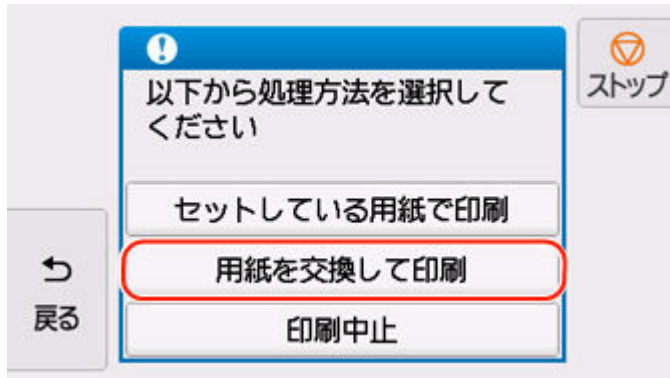 以下から処理方法を選択して
ください
ストップ
セットしている用紙で印刷
用紙を交換して印刷
戻る
印刷中止